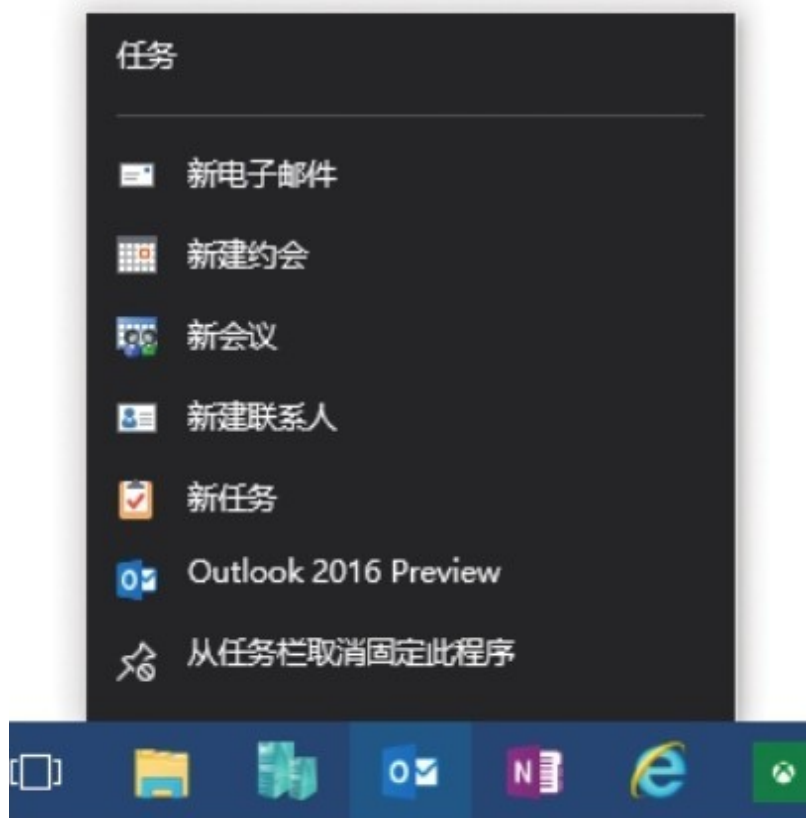 任务
新电子邮件
新建约会
新会议
新建联系人
新任务
Outlook 2016 Preview
从任务栏取消固定此程序